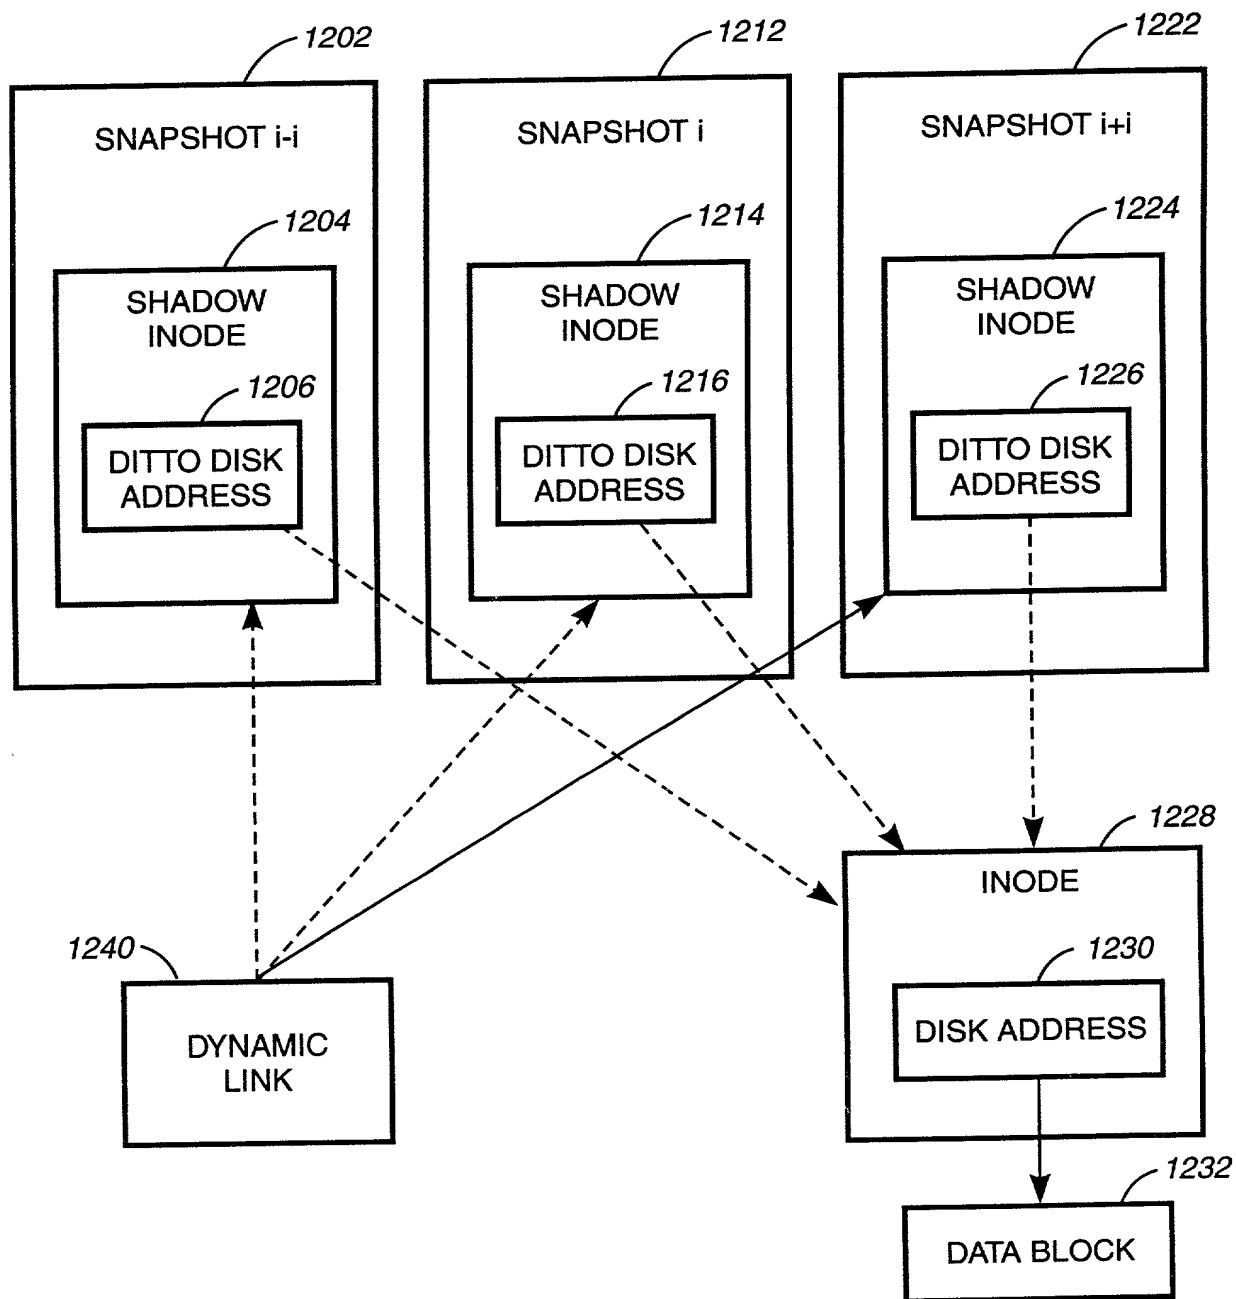 1202
1212
1222
SNAPSHOT i-i
SNAPSHOT i
SNAPSHOT i+i
1204
1214
1224
SHADOW
INODE
SHADOW
INODE
SHADOW
INODE
1206
1216
1226
DITTO DISK
ADDRESS
DITTO DISK
ADDRESS
DITTO DISK
ADDRESS
1228
INODE
1240
1230
DYNAMIC
LINK
DISK ADDRESS
1232
DATA BLOCK